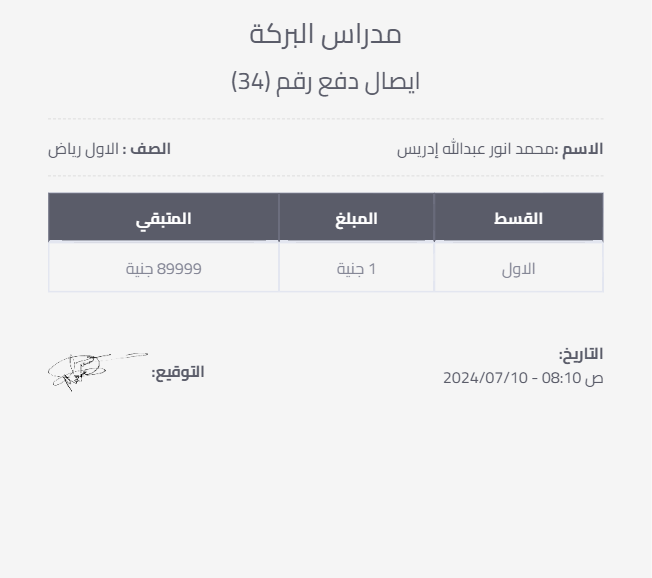 مدراس البركة
ايصال دفع رقم (34)
الاسم :محمد انور عبدالله إدريس
الصف : الاول رياض
القسط المبلغ المتبقي
الاول 1 جنية 89999 جنية
التاريخ:
ص 08:10 - 2024/07/10
التوقيع: